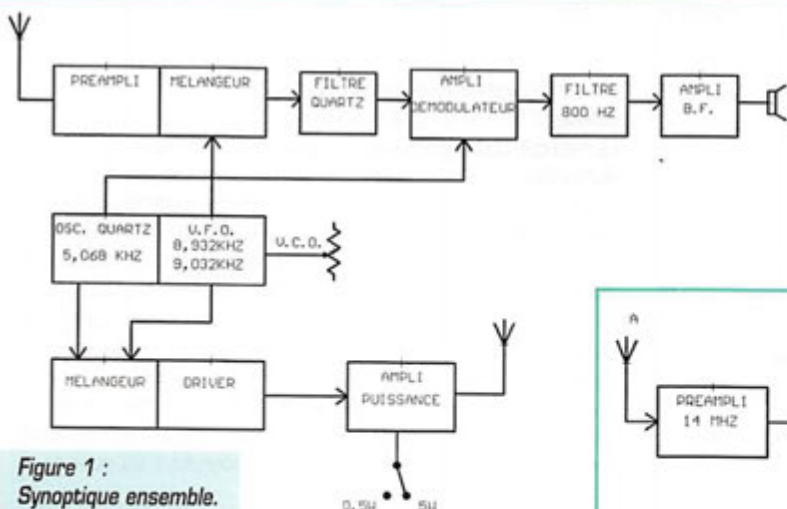 PREAMPLI
MELANGEUR
FILTRE
QUARTZ
AMPLI
DEMODULATEUR
FILTRE
800 HZ
AMPLI
B.F.
OSC. QUARTZ
5,068 KHZ
V.F.O.
8,932KHZ
9,032KHZ
V.C.O.
MELANGEUR
DRIVER
AMPLI
PUISSANCE
0.5W
5W
A
PREAMPLI
14 MHZ
Figure 1 :
Synoptique ensemble.